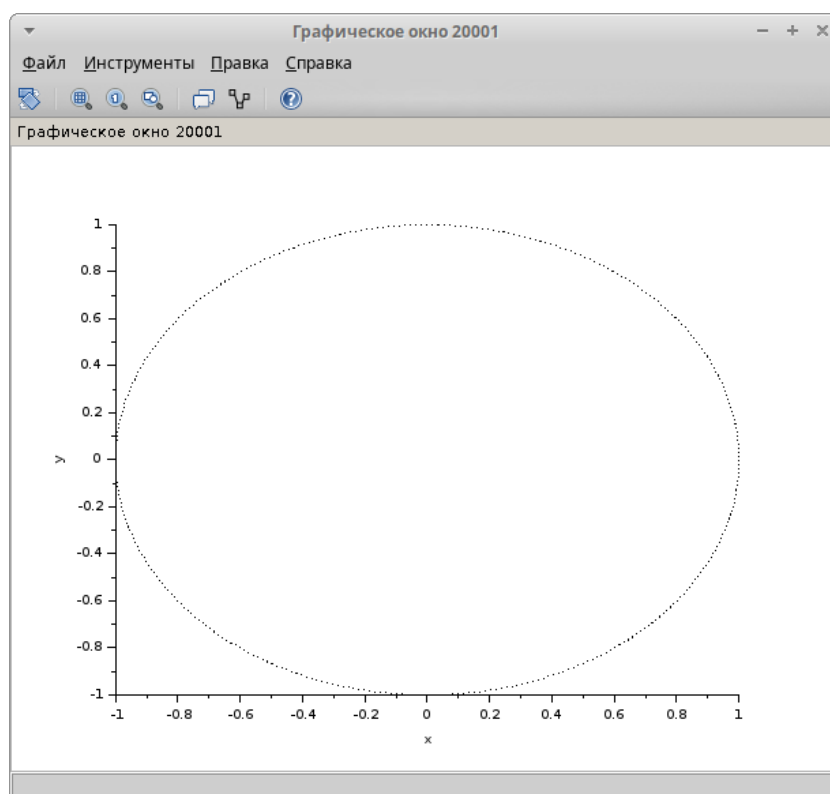 Графическое окно 20001
Файл Инструменты Правка Справка
Графическое окно 20001
1
0.8
0.6
0.4
0.2
y 0
-0.2
-0.4
-0.6
-0.8
-1
-1 -0.8 -0.6 -0.4 -0.2 0 0.2 0.4 0.6 0.8 1
x